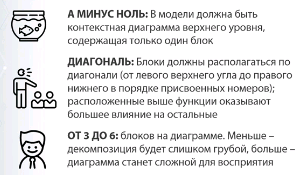 А МИНУС НОЛЬ: В модели должна быть
контекстная диаграмма верхнего уровня,
содержащая только один блок
ДИАГОНАЛЬ: Блоки должны располагаться по
диагонали (от левого верхнего угла до правого
нижнего в порядке присвоенных номеров);
расположенные выше функции оказывают
большее влияние на остальные
ОТ 3 ДО 6: блоков на диаграмме. Меньше –
декомпозиция будет слишком грубой, больше –
диаграмма станет сложной для восприятия